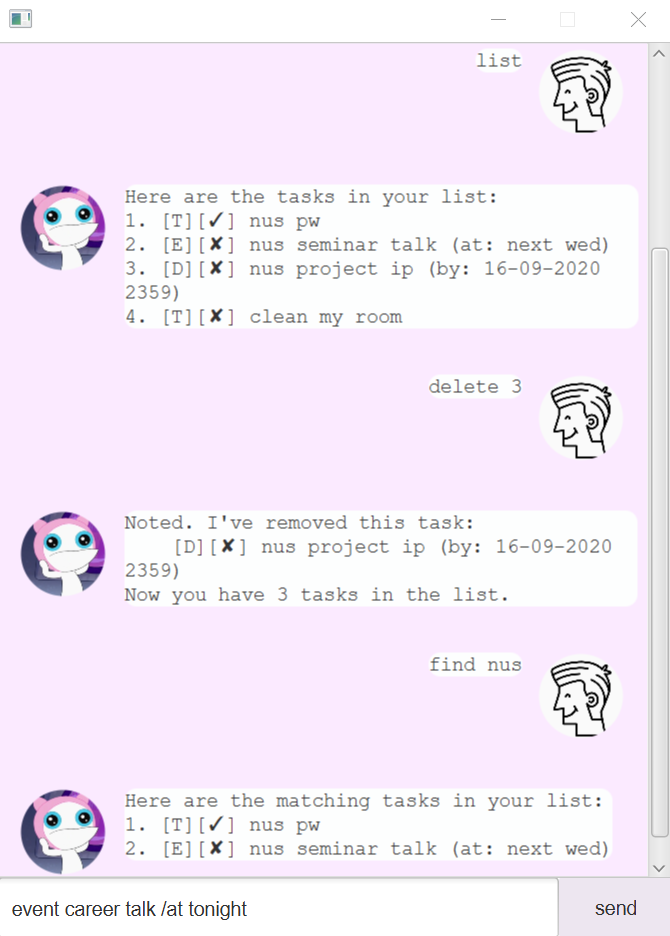 list
Here are the tasks in your list:
1. [T][✓] nus pw
2. [E][✘] nus seminar talk (at: next wed)
3. [D][✘] nus project ip (by: 16-09-2020
2359)
4. [T][✘] clean my room
delete 3
Noted. I've removed this task:
[D][✘] nus project ip (by: 16-09-2020
2359)
Now you have 3 tasks in the list.
find nus
Here are the matching tasks in your list:
1. [T][✓] nus pw
2. [E][✘] nus seminar talk (at: next wed)
event career talk /at tonight
send